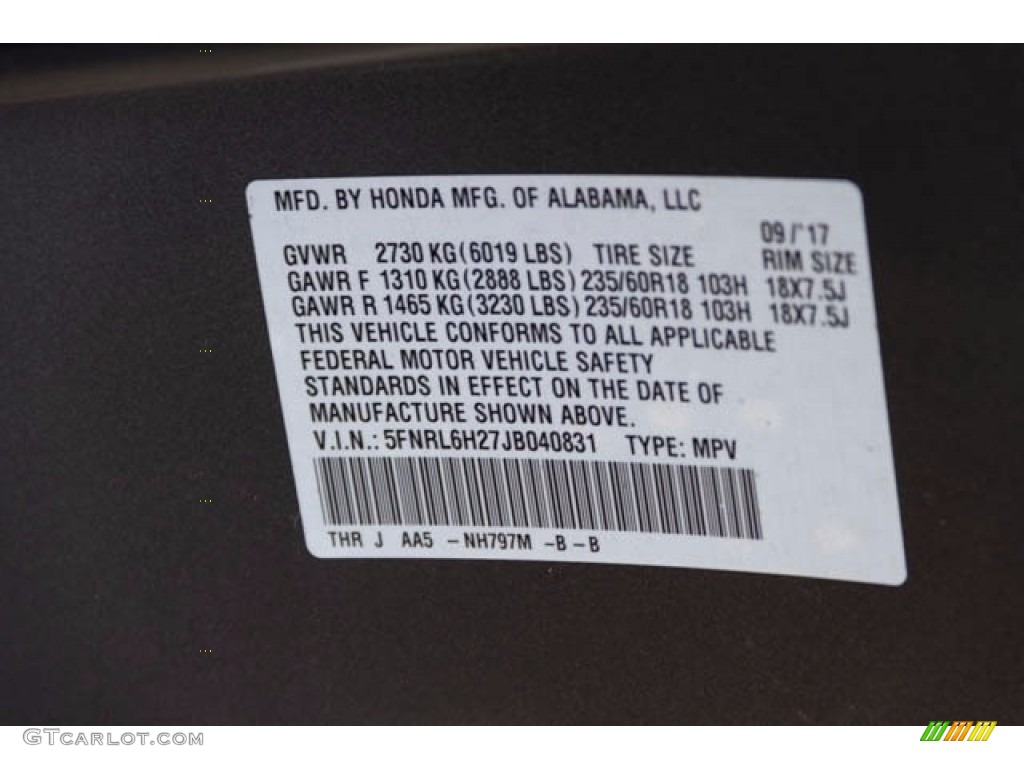 MFD. BY HONDA MFG. OF ALABAMA, LLC
09/'17
GVWR 2730 KG(6019 LBS) TIRE SIZE RIM SIZE
GAWR F 1310 KG(2888 LBS) 235/60R18 103H 18X7.5J
GAWR R 1465 KG(3230 LBS) 235/60R18 103H 18X7.5J
THIS VEHICLE CONFORMS TO ALL APPLICABLE
FEDERAL MOTOR VEHICLE SAFETY
STANDARDS IN EFFECT ON THE DATE OF
MANUFACTURE SHOWN ABOVE.
V.I.N.: 5FNRL6H27JB040831 TYPE: MPV
THR J AA5 -NH797M -B-B
GTCARLOT.COM